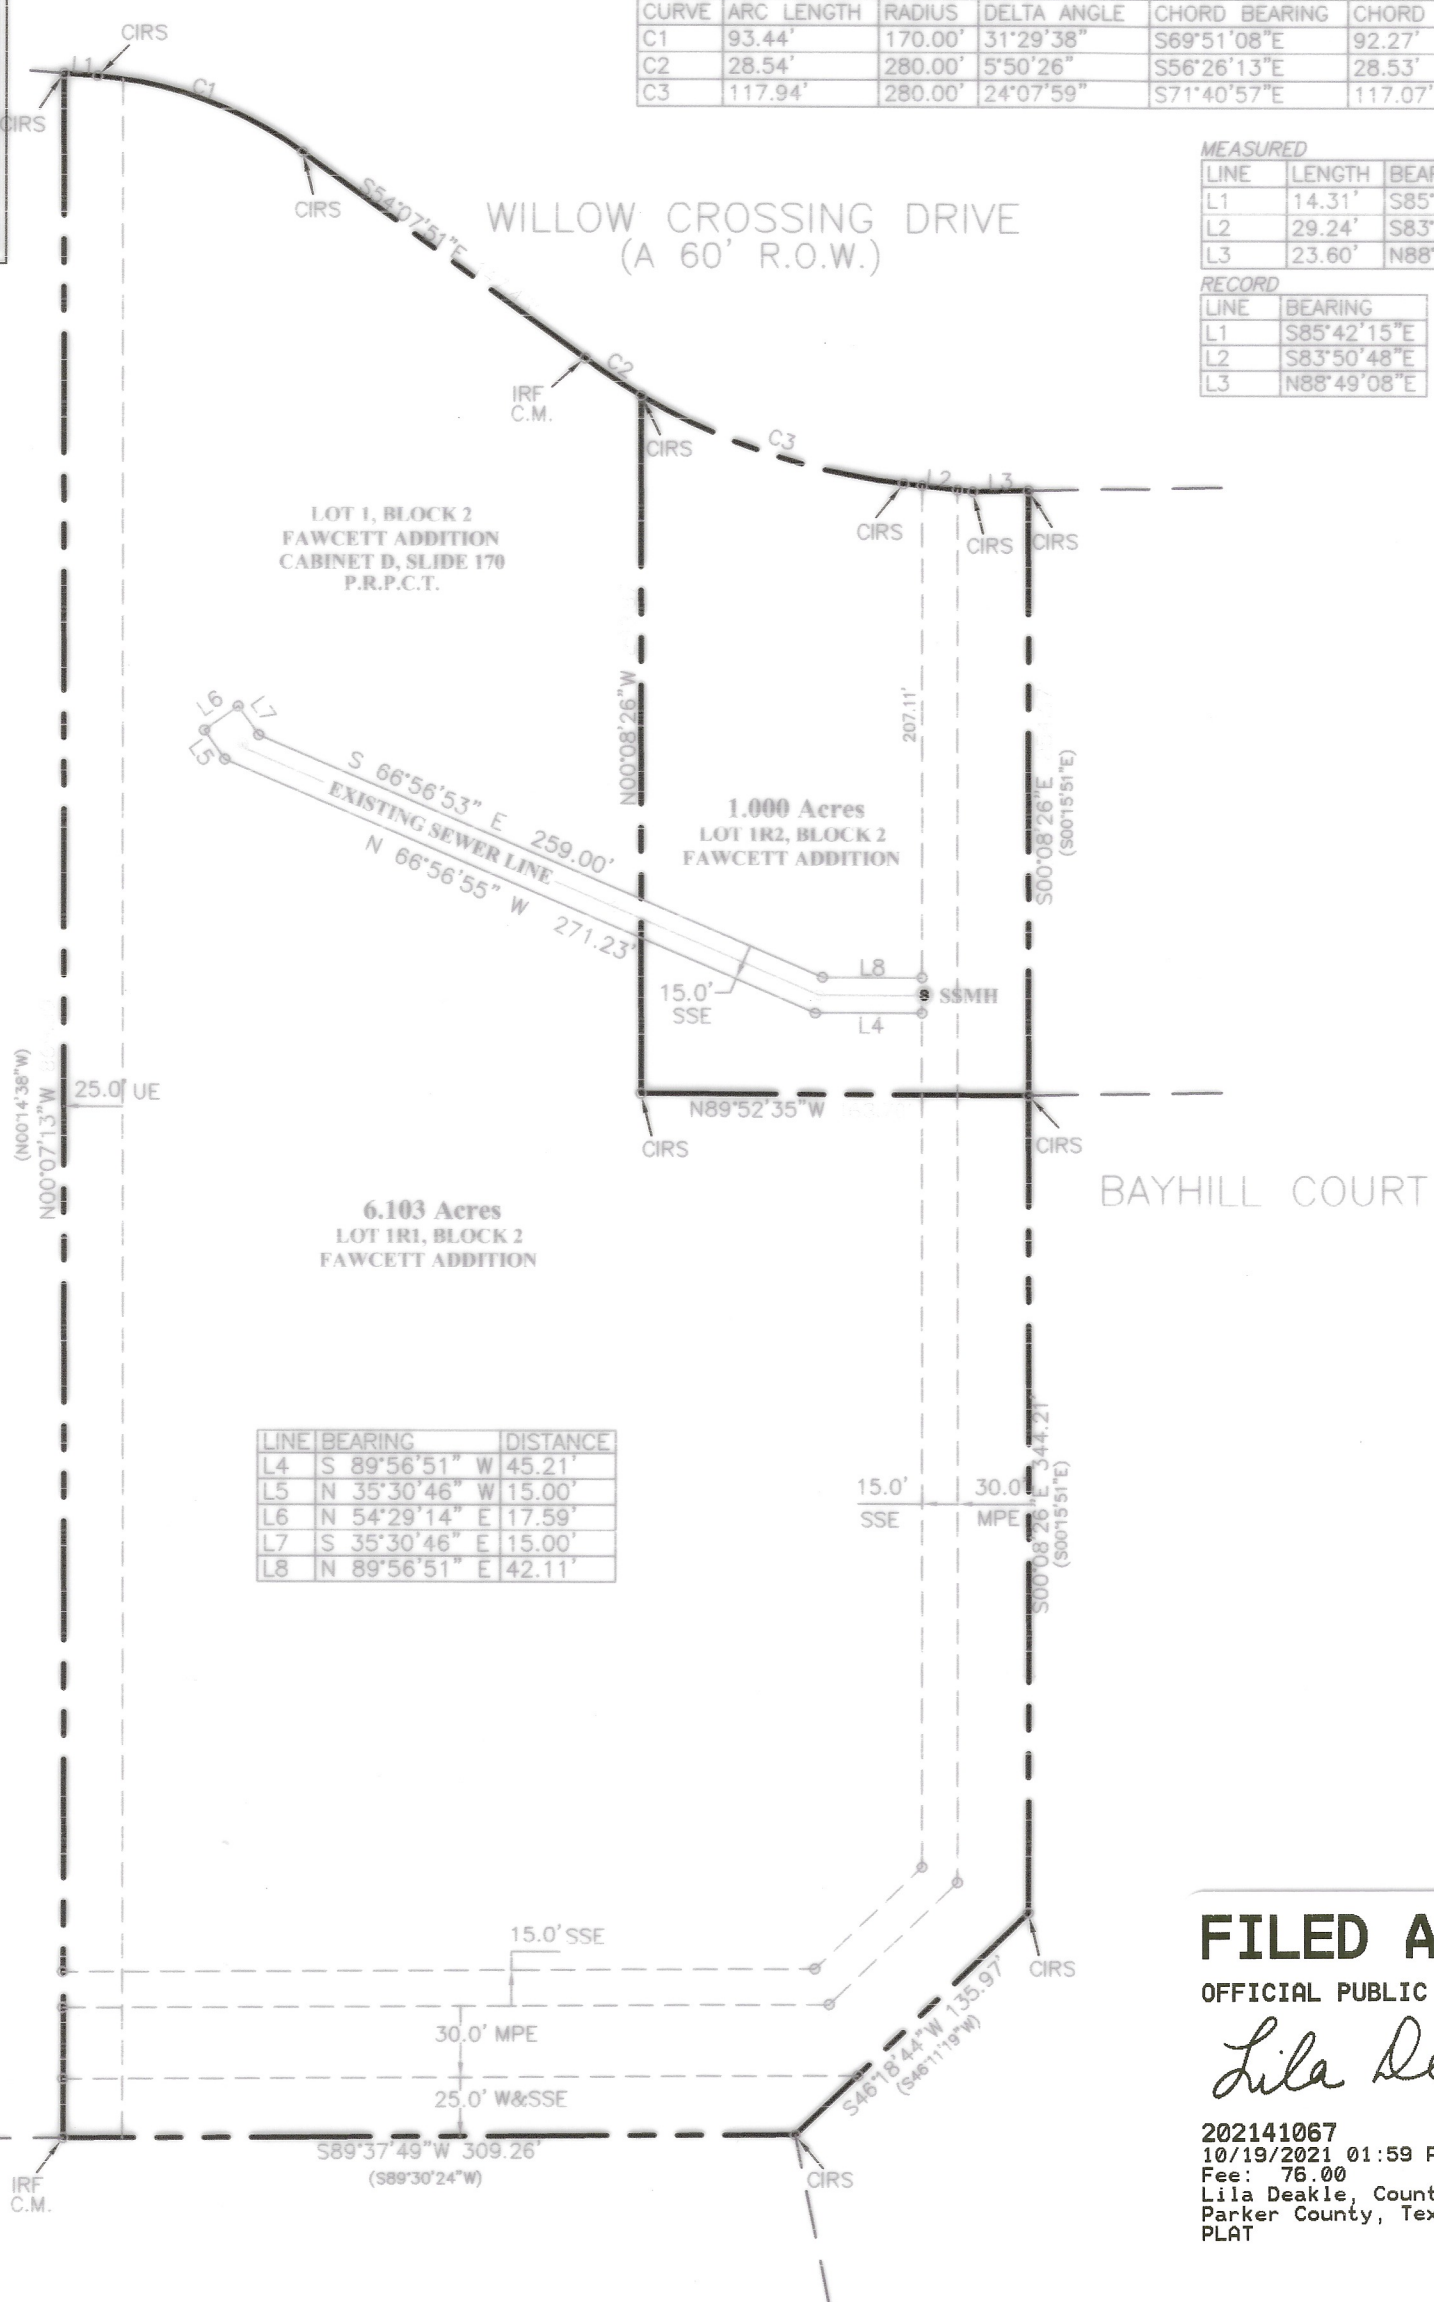 CURVE ARC LENGTH RADIUS DELTA ANGLE CHORD BEARING CHORD
C1 93.44' 170.00' 31°29'38" S69°51'08"E 92.27'
C2 28.54' 280.00' 5°50'26" S56°26'13"E 28.53'
C3 117.94' 280.00' 24°07'59" S71°40'57"E 117.07'
CIRS
L1
C1
CIRS
CIRS
S54°07'51"E
WILLOW CROSSING DRIVE
(A 60' R.O.W.)
MEASURED
LINE LENGTH
L1 14.31' S85°
L2 29.24' S83°
L3 23.60' N88°
RECORD
LINE BEARING
L1 S85°42'15"E
L2 S83°50'48"E
L3 N88°49'08"E
C2
IRF
C.M.
CIRS
C3
L2
L3
CIRS
CIRS
CIRS
LOT 1, BLOCK 2
FAWCETT ADDITION
CABINET D, SLIDE 170
P.R.P.C.T.
L6
L7
L5
S 66°56'53" E 259.00'
EXISTING SEWER LINE
N 66°56'55" W 271.23'
N00°08'26"W
207.11'
1.000 Acres
LOT 1R2, BLOCK 2
FAWCETT ADDITION
S00°08'26"E
(S00°15'51"E)
15.0'
SSE
L8
SSMH
L4
N89°52'35"W
CIRS
CIRS
(N00°14'38"W)
N00°07'13"W
25.0' UE
BAYHILL COURT
6.103 Acres
LOT 1R1, BLOCK 2
FAWCETT ADDITION
LINE BEARING DISTANCE
L4 S 89°56'51" W 45.21'
L5 N 35°30'46" W 15.00'
L6 N 54°29'14" E 17.59'
L7 S 35°30'46" E 15.00'
L8 N 89°56'51" E 42.11'
15.0'
SSE
30.0'
MPE
S00°08'26"E 344.21'
(S00°15'51"E)
15.0' SSE
30.0' MPE
25.0' W&SSE
CIRS
S46°18'44"W 135.97'
(S46°11'19"W)
S89°37'49"W 309.26'
(S89°30'24"W)
IRF
C.M.
CIRS
FILED A
OFFICIAL PUBLIC
Lila De
202141067
10/19/2021 01:59 P
Fee: 76.00
Lila Deakle, Count
Parker County, Tex
PLAT